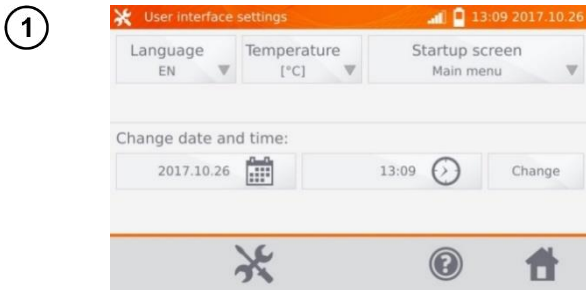 1
User interface settings 13:09 2017.10.26
Language Temperature Startup screen
EN [°C] Main menu
Change date and time:
2017.10.26 13:09 Change
?